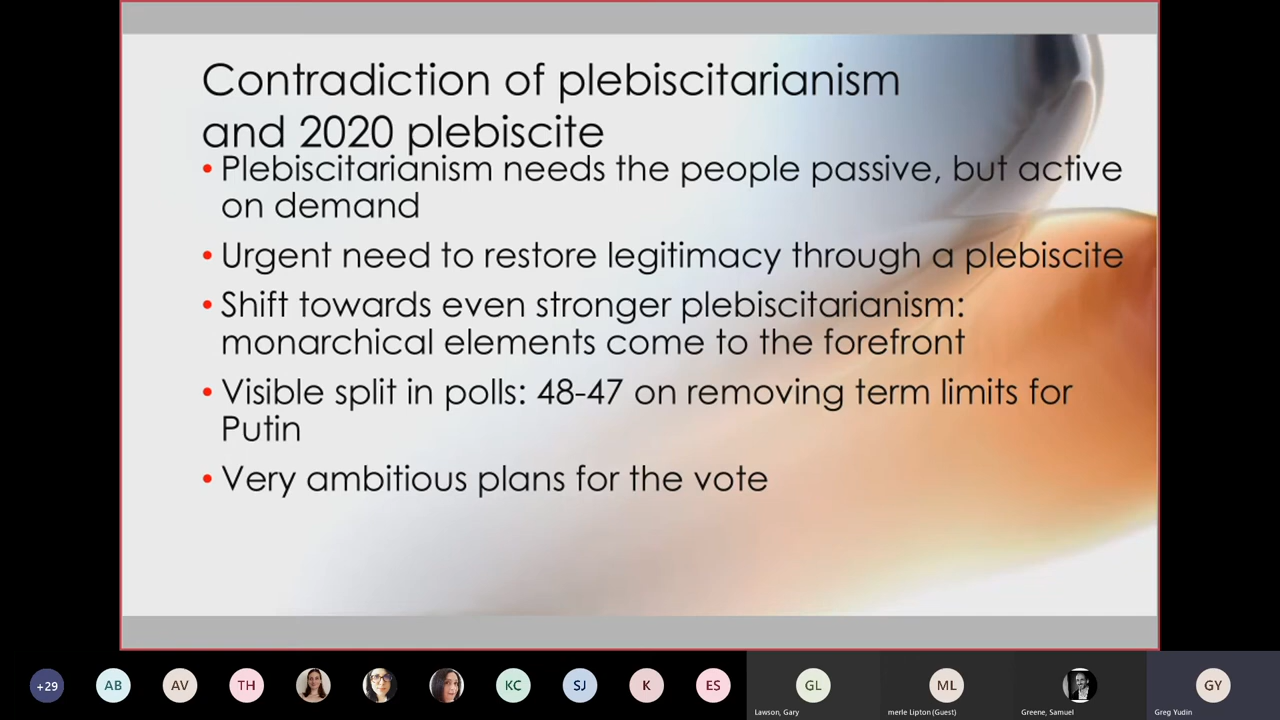 Contradiction of plebiscitarianism
and 2020 plebiscite
• Plebiscitarianism needs the people passive, but active
on demand
• Urgent need to restore legitimacy through a plebiscite
• Shift towards even stronger plebiscitarianism:
monarchical elements come to the forefront
• Visible split in polls: 48-47 on removing term limits for
Putin
• Very ambitious plans for the vote
+29 AB AV TH KC SJ K ES GL ML GY
Lawson, Gary merle Lipton (Guest) Greene, Samuel Greg Yudin